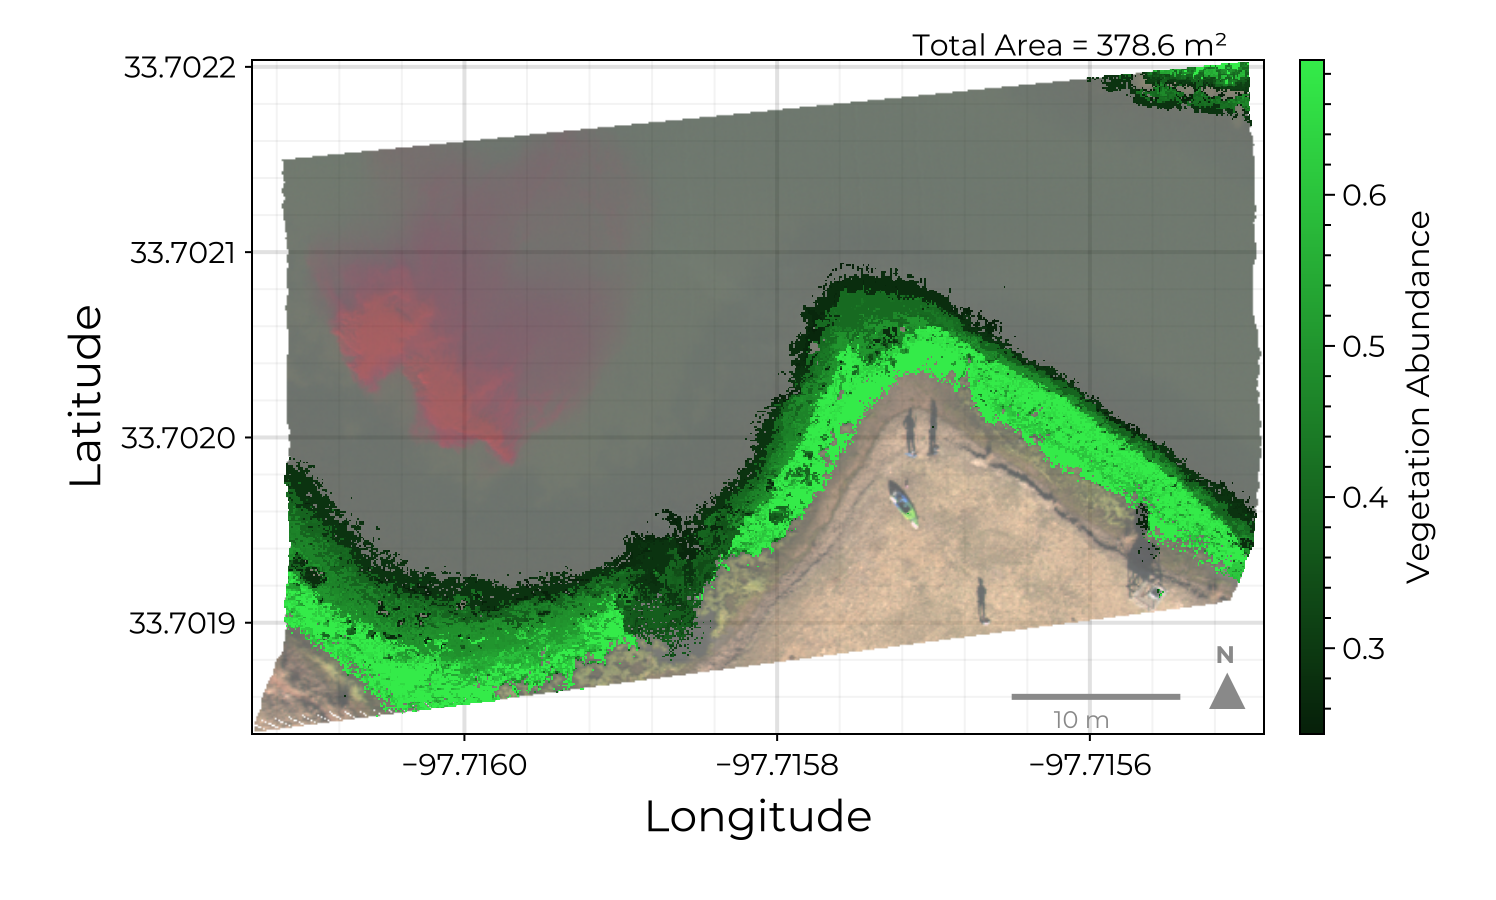 Total Area = 378.6 m²
33.7022
33.7021
33.7020
33.7019
Latitude
−97.7160
−97.7158
−97.7156
Longitude
N
10 m
0.6
0.5
0.4
0.3
Vegetation Abundance